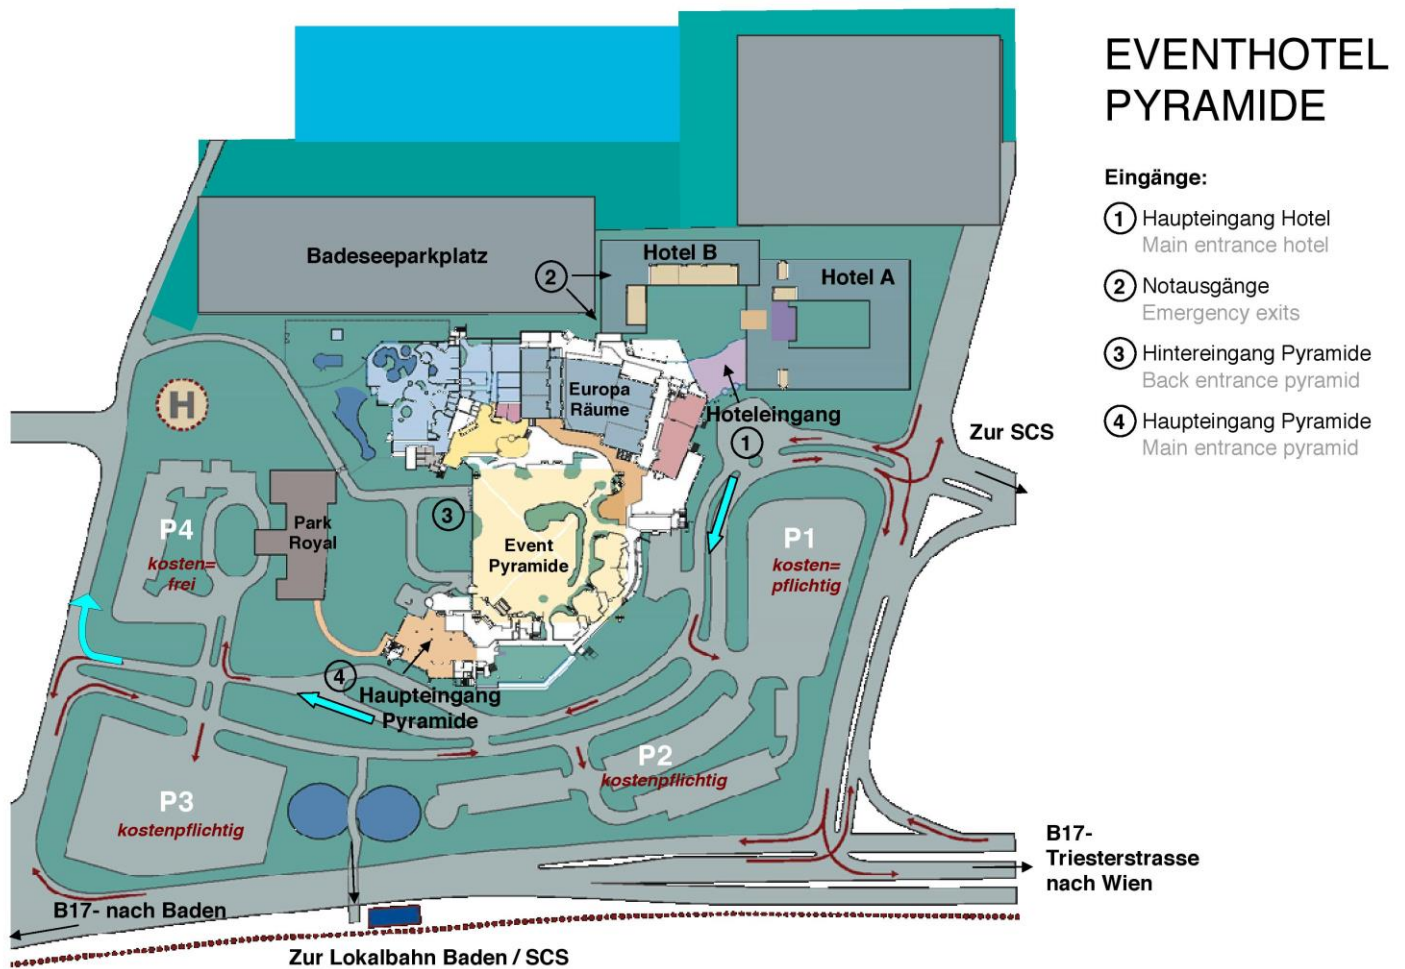 EVENTHOTEL
PYRAMIDE
Eingänge:
1 Haupteingang Hotel
Main entrance hotel
2 Notausgänge
Emergency exits
3 Hintereingang Pyramide
Back entrance pyramid
4 Haupteingang Pyramide
Main entrance pyramid
Badeseeparkplatz
Hotel B
2
Hotel A
Europa
Räume
H
Hoteleingang
1
Zur SCS
P4
kosten=
frei
Park
Royal
3
Event
Pyramide
P1
kosten=
pflichtig
4
Haupteingang
Pyramide
P2
kostenpflichtig
P3
kostenpflichtig
B17-
Triesterstrasse
nach Wien
B17- nach Baden
Zur Lokalbahn Baden / SCS